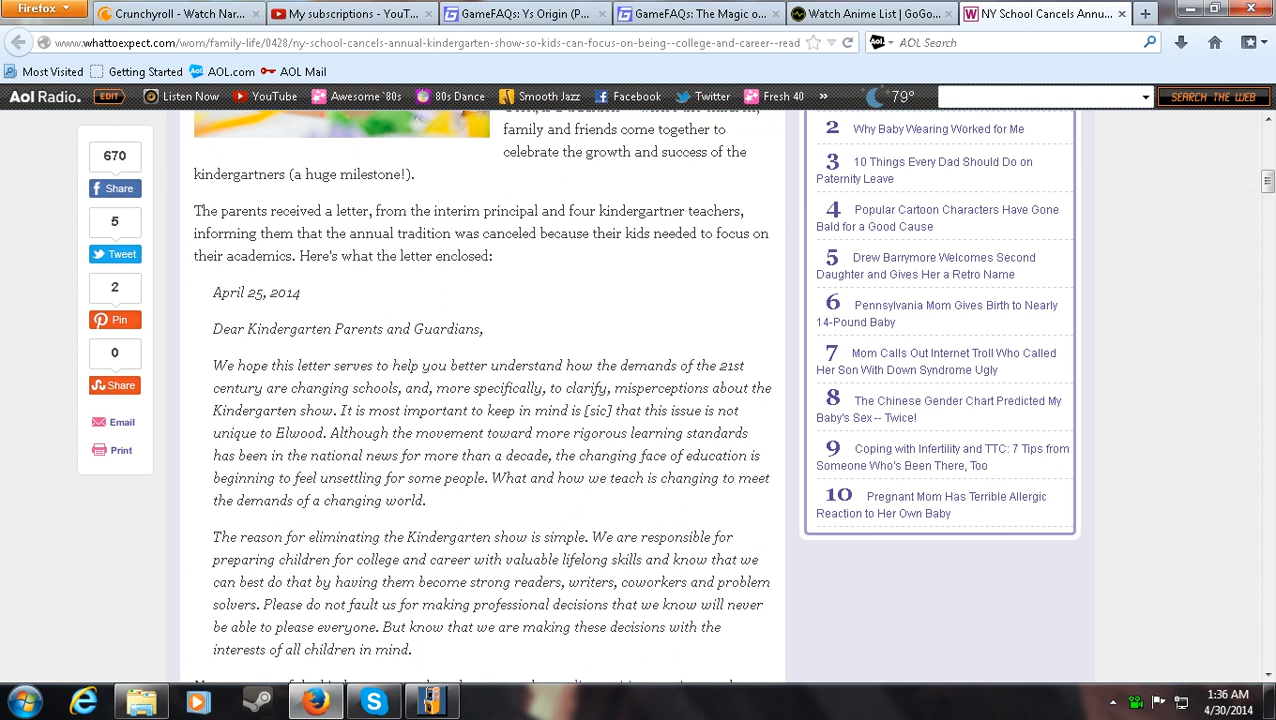 Firefox
Crunchyroll - Watch Nar...
My subscriptions - YouT...
GameFAQs: Ys Origin (P...
GameFAQs: The Magic o...
Watch Anime List | GoGo...
NY School Cancels Annu...
www.whattoexpect.com/wom/family-life/0428/ny-school-cancels-annual-kindergarten-show-so-kids-can-focus-on-being--college-and-career--read
AOL Search
Most Visited
Getting Started
AOL.com
AOL Mail
Aol Radio.
EDIT
Listen Now
YouTube
Awesome `80s
80s Dance
Smooth Jazz
Facebook
Twitter
Fresh 4
79°
SEARCH THE WEB
670
Share
5
Tweet
2
Pin
0
Share
Email
Print
family and friends come together to
celebrate the growth and success of the
kindergartners (a huge milestone!).
The parents received a letter, from the interim principal and four kindergartner teachers,
informing them that the annual tradition was canceled because their kids needed to focus on
their academics. Here's what the letter enclosed:
April 25, 2014
Dear Kindergarten Parents and Guardians,
We hope this letter serves to help you better understand how the demands of the 21st
century are changing schools, and, more specifically, to clarify, misperceptions about the
Kindergarten show. It is most important to keep in mind is [sic] that this issue is not
unique to Elwood. Although the movement toward more rigorous learning standards
has been in the national news for more than a decade, the changing face of education is
beginning to feel unsettling for some people. What and how we teach is changing to meet
the demands of a changing world.
The reason for eliminating the Kindergarten show is simple. We are responsible for
preparing children for college and career with valuable lifelong skills and know that we
can best do that by having them become strong readers, writers, coworkers and problem
solvers. Please do not fault us for making professional decisions that we know will never
be able to please everyone. But know that we are making these decisions with the
interests of all children in mind.
2 Why Baby Wearing Worked for Me
3 10 Things Every Dad Should Do on
Paternity Leave
4 Popular Cartoon Characters Have Gone
Bald for a Good Cause
5 Drew Barrymore Welcomes Second
Daughter and Gives Her a Retro Name
6 Pennsylvania Mom Gives Birth to Nearly
14-Pound Baby
7 Mom Calls Out Internet Troll Who Called
Her Son With Down Syndrome Ugly
8 The Chinese Gender Chart Predicted My
Baby's Sex -- Twice!
9 Coping with Infertility and TTC: 7 Tips from
Someone Who's Been There, Too
10 Pregnant Mom Has Terrible Allergic
Reaction to Her Own Baby
1:36 AM
4/30/2014